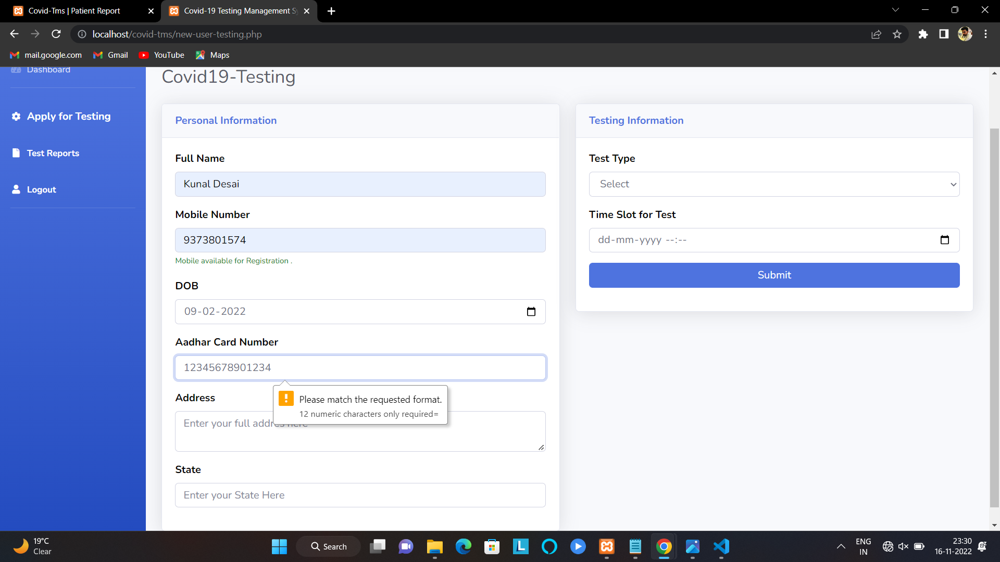 Covid-Tms | Patient Report
Covid-19 Testing Management Sy
localhost/covid-tms/new-user-testing.php
mail.google.com
Gmail
YouTube
Maps
Dashboard
Apply for Testing
Test Reports
Logout
Covid19-Testing
Personal Information
Full Name
Kunal Desai
Mobile Number
9373801574
Mobile available for Registration .
DOB
09-02-2022
Aadhar Card Number
12345678901234
Please match the requested format.
12 numeric characters only required=
Address
Enter your full address here
State
Enter your State Here
Testing Information
Test Type
Select
Time Slot for Test
dd-mm-yyyy --:--
Submit
19°C
Clear
Search
L
ENG
IN
23:30
16-11-2022